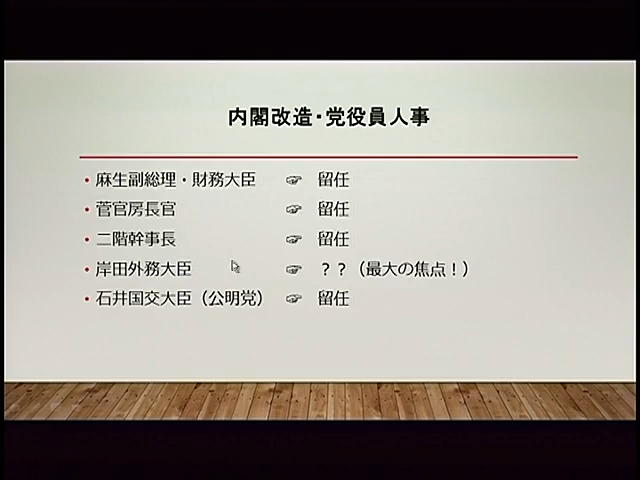 内閣改造・党役員人事
・麻生副総理・財務大臣 ☞ 留任
・菅官房長官 ☞ 留任
・二階幹事長 ☞ 留任
・岸田外務大臣 ☞ ？？（最大の焦点！）
・石井国交大臣（公明党） ☞ 留任